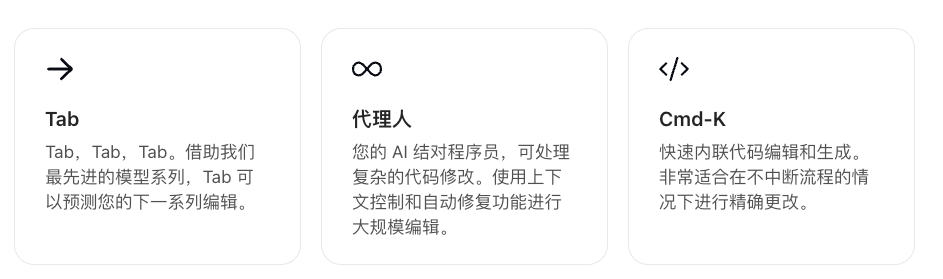 Tab
Tab，Tab，Tab。借助我们
最先进的模型系列，Tab 可
以预测您的下一系列编辑。
代理人
您的 AI 结对程序员，可处理
复杂的代码修改。使用上下
文控制和自动修复功能进行
大规模编辑。
Cmd-K
快速内联代码编辑和生成。
非常适合在不中断流程的情
况下进行精确更改。